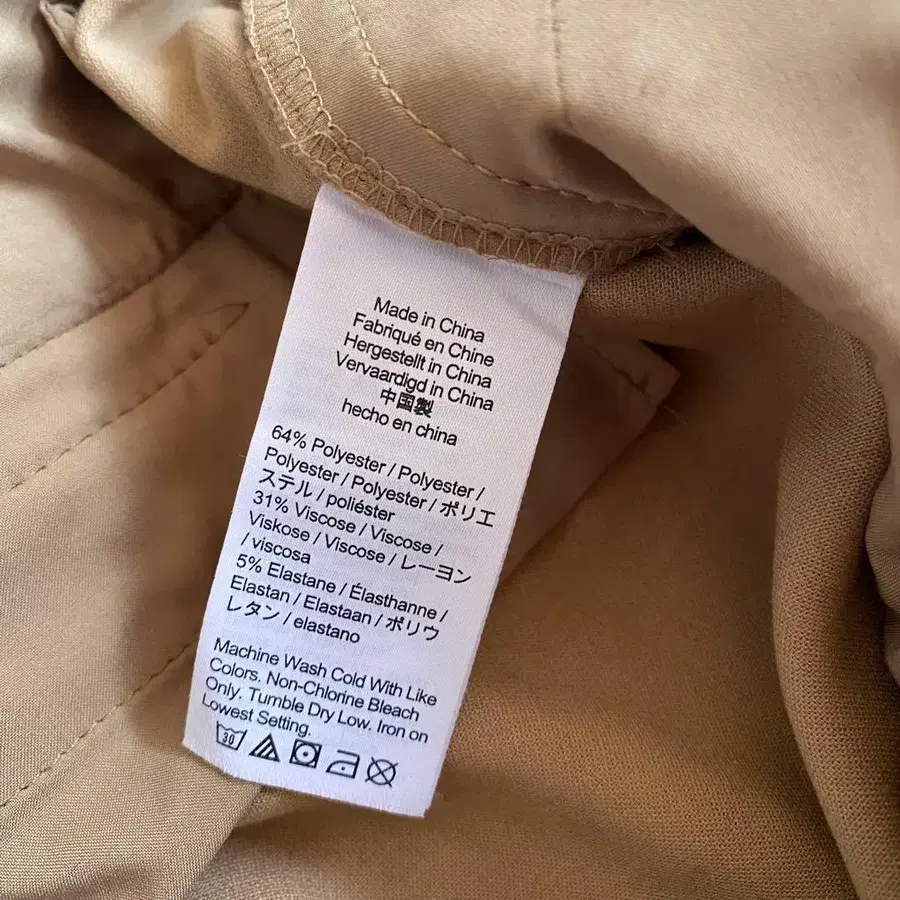 Made in China
Fabriqué en Chine
Hergestellt in China
Vervaardigd in China
中国製
hecho en china
64% Polyester / Polyester /
Polyester / Polyester / ポリエ
ステル / poliéster
31% Viscose / Viscose /
Viskose / Viscose / レーヨン
/ viscosa
5% Elastane / Élasthanne /
Elastan / Elastaan / ポリウ
レタン / elastano
Machine Wash Cold With Like
Colors. Non-Chlorine Bleach
Only. Tumble Dry Low. Iron on
Lowest Setting.
30